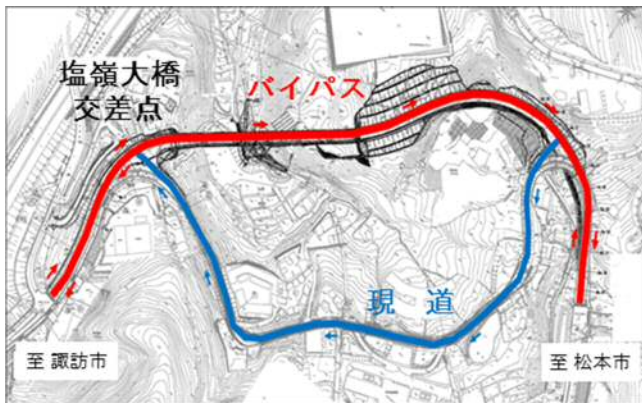 塩嶺大橋
交差点
バイパス
現 道
至 諏訪市
至 松本市